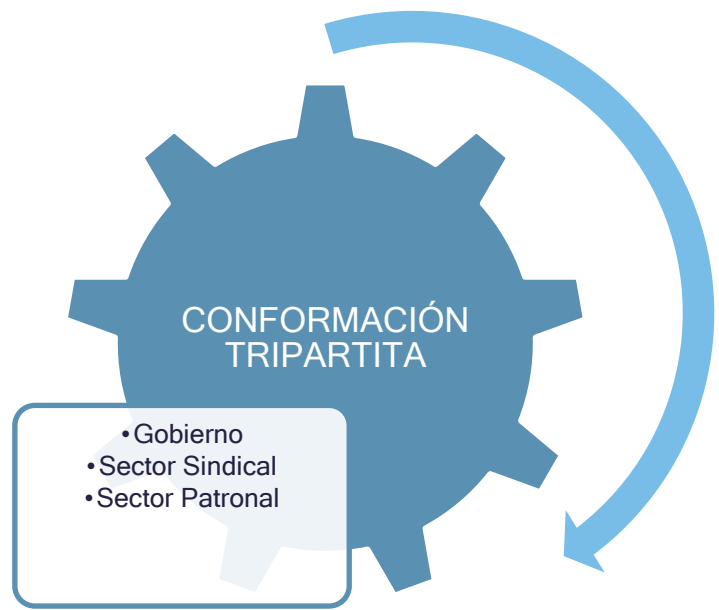 CONFORMACIÓN
TRIPARTITA
•Gobierno
•Sector Sindical
•Sector Patronal